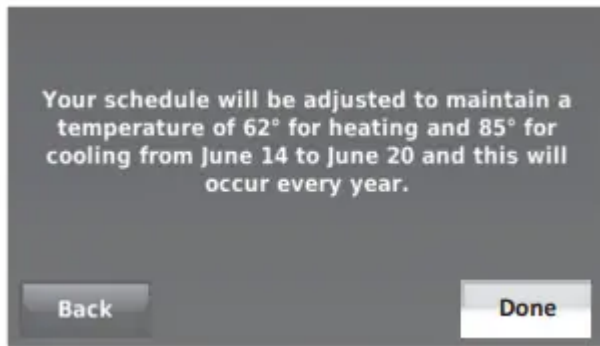 Your schedule will be adjusted to maintain a
temperature of 62° for heating and 85° for
cooling from June 14 to June 20 and this will
occur every year.
Back
Done